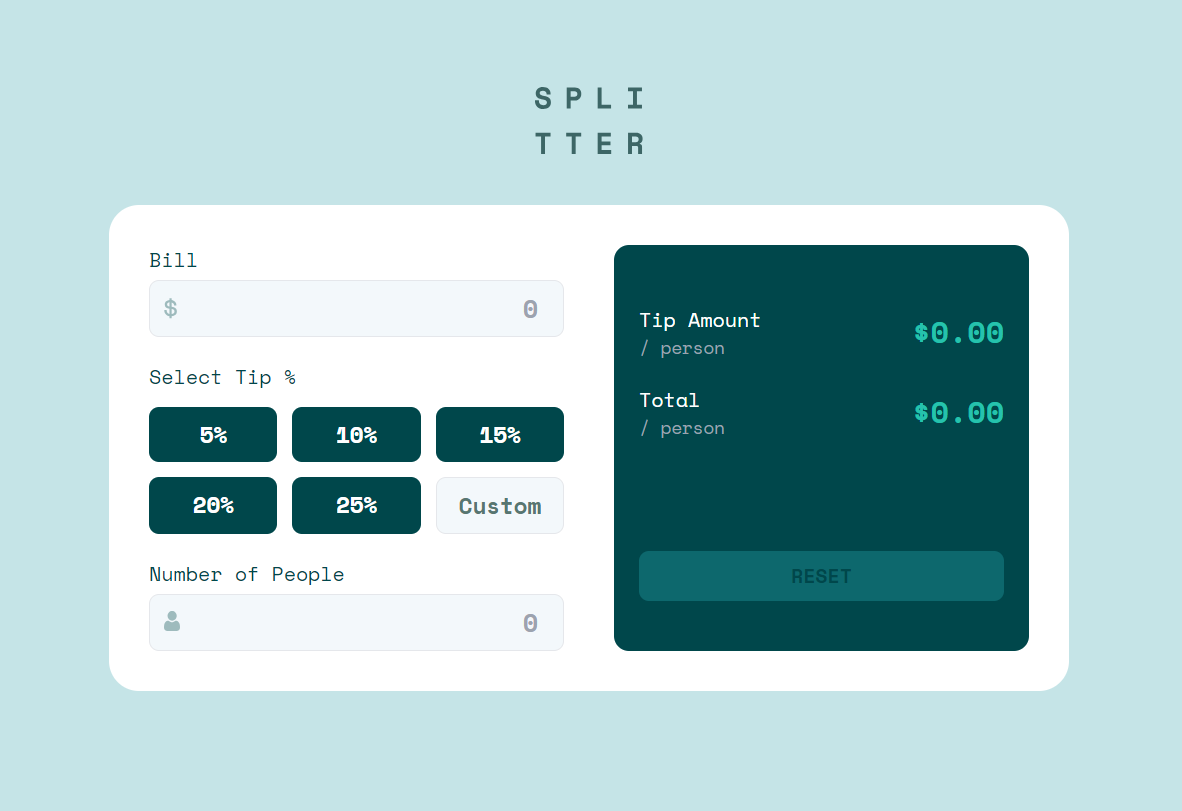 SPLI
TTER
Bill
$ 0
Select Tip %
5% 10% 15%
20% 25% Custom
Number of People
0
Tip Amount
/ person
$0.00
Total
/ person
$0.00
RESET